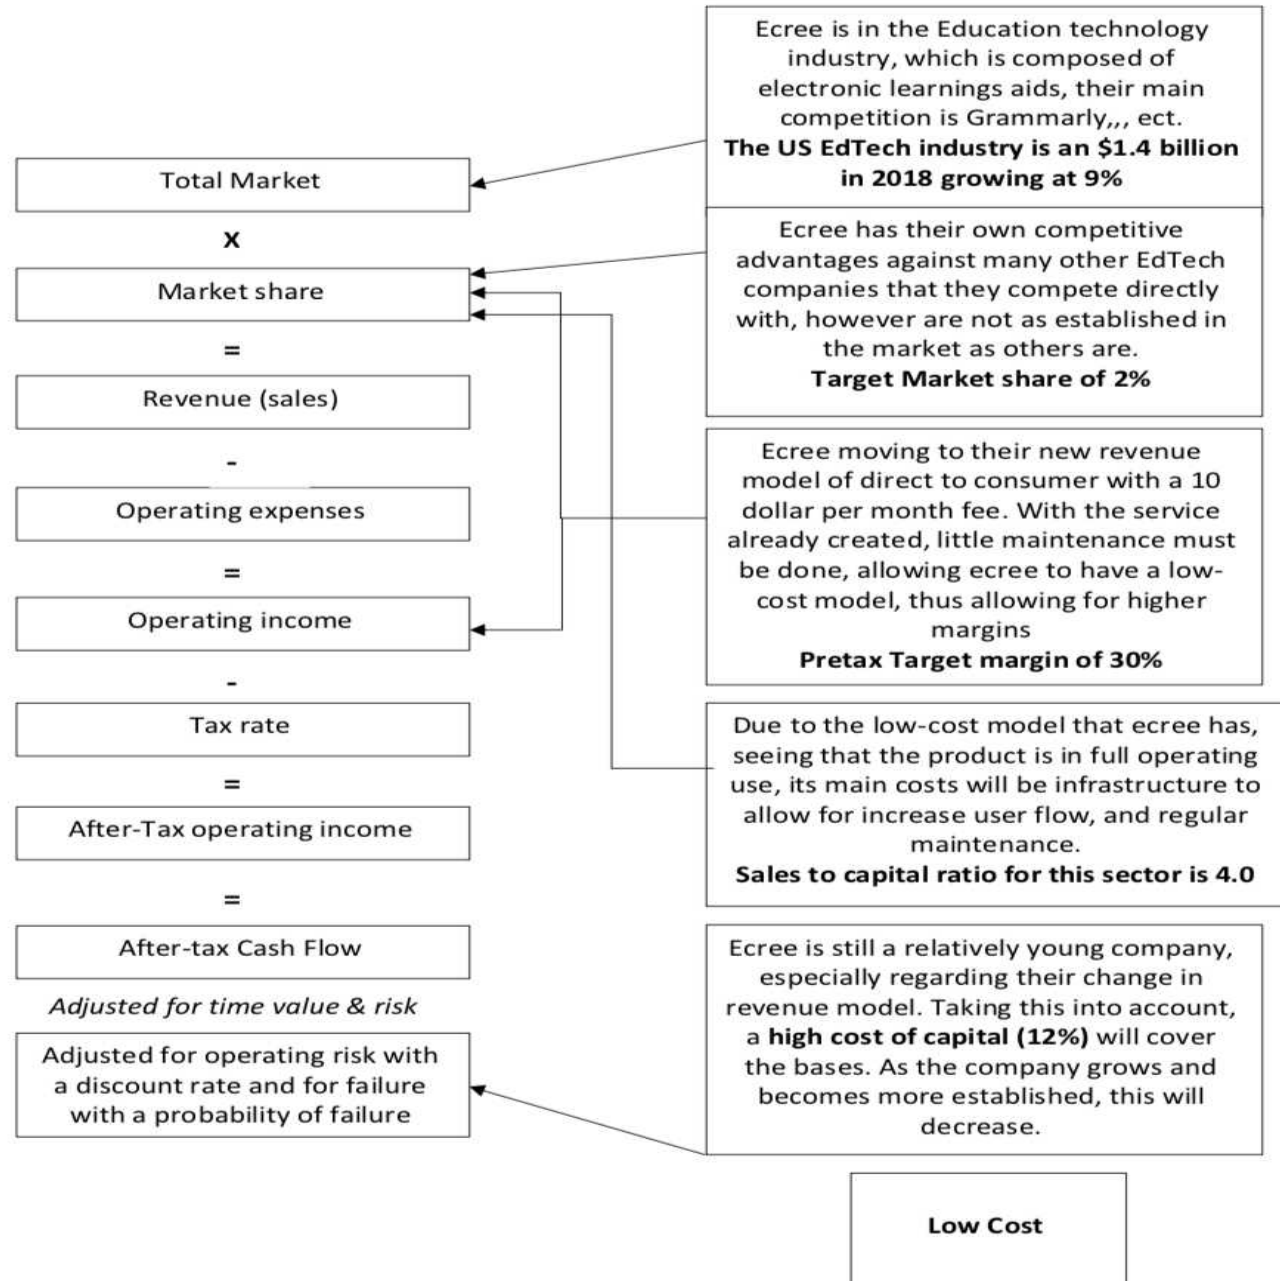 Total Market
x
Market share
=
Revenue (sales)
-
Operating expenses
=
Operating income
-
Tax rate
=
After-Tax operating income
=
After-tax Cash Flow
Adjusted for time value & risk
Adjusted for operating risk with
a discount rate and for failure
with a probability of failure
Ecree is in the Education technology
industry, which is composed of
electronic learnings aids, their main
competition is Grammarly,,, ect.
The US EdTech industry is an $1.4 billion
in 2018 growing at 9%
Ecree has their own competitive
advantages against many other EdTech
companies that they compete directly
with, however are not as established in
the market as others are.
Target Market share of 2%
Ecree moving to their new revenue
model of direct to consumer with a 10
dollar per month fee. With the service
already created, little maintenance must
be done, allowing ecree to have a low-
cost model, thus allowing for higher
margins
Pretax Target margin of 30%
Due to the low-cost model that ecree has,
seeing that the product is in full operating
use, its main costs will be infrastructure to
allow for increase user flow, and regular
maintenance.
Sales to capital ratio for this sector is 4.0
Ecree is still a relatively young company,
especially regarding their change in
revenue model. Taking this into account,
a high cost of capital (12%) will cover
the bases. As the company grows and
becomes more established, this will
decrease.
Low Cost